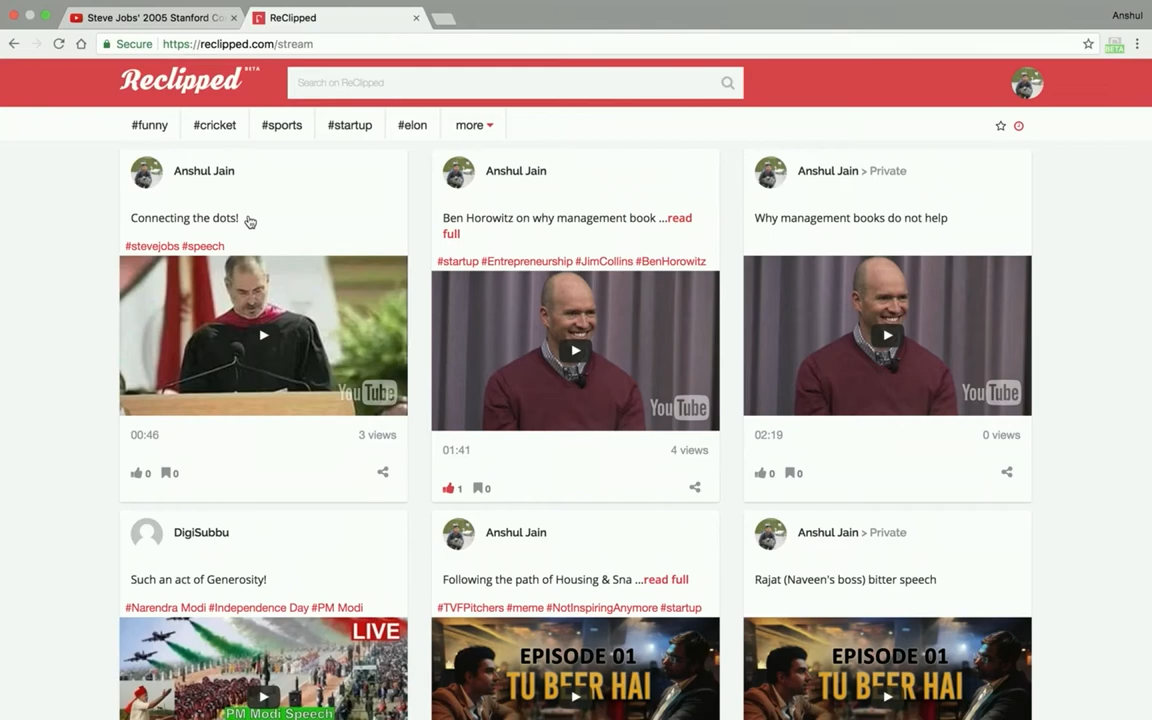 Steve Jobs' 2005 Stanford Co
ReClipped
Anshul
Secure
https://reclipped.com/stream
BETA
Reclipped BETA
Search on ReClipped
#funny
#cricket
#sports
#startup
#elon
more
Anshul Jain
Connecting the dots!
#stevejobs #speech
YouTube
00:46
3 views
0
0
Anshul Jain
Ben Horowitz on why management book ...read
full
#startup #Entrepreneurship #JimCollins #BenHorowitz
YouTube
01:41
4 views
1
0
Anshul Jain > Private
Why management books do not help
YouTube
02:19
0 views
0
0
DigiSubbu
Such an act of Generosity!
#Narendra Modi #Independence Day #PM Modi
LIVE
PM Modi Speech
Anshul Jain
Following the path of Housing & Sna ...read full
#TVFPitchers #meme #NotInspiringAnymore #startup
EPISODE 01
TU BEER HAI
Anshul Jain > Private
Rajat (Naveen's boss) bitter speech
EPISODE 01
TU BEER HAI